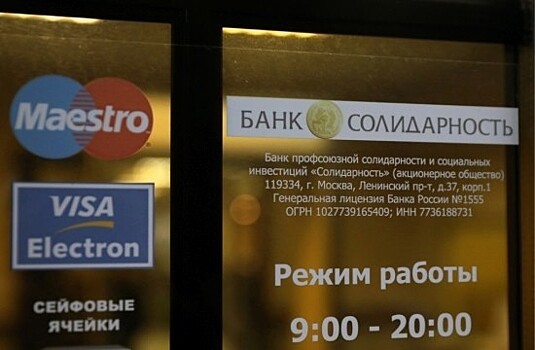 Maestro
VISA
Electron
СЕЙФОВЫЕ
ЯЧЕЙКИ
БАНК СОЛИДАРНОСТЬ
Банк профсоюзной солидарности и социальных
инвестиций «Солидарность» (акционерное общество)
119334, г. Москва, Ленинский пр-т, д.37, корп.1
Генеральная лицензия Банка России №1555
ОГРН 1027739165409; ИНН 7736188731
Режим работы
9:00 - 20:00